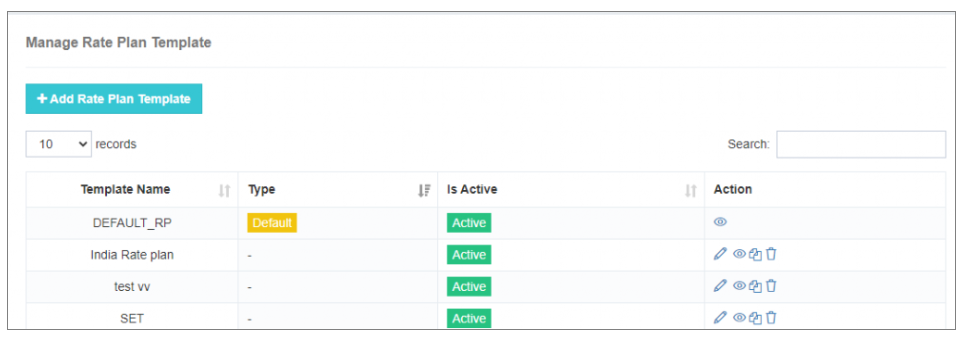 Manage Rate Plan Template
+ Add Rate Plan Template
10 records Search:
Template Name Type Is Active Action
DEFAULT_RP Default Active
India Rate plan - Active
test vv - Active
SET - Active